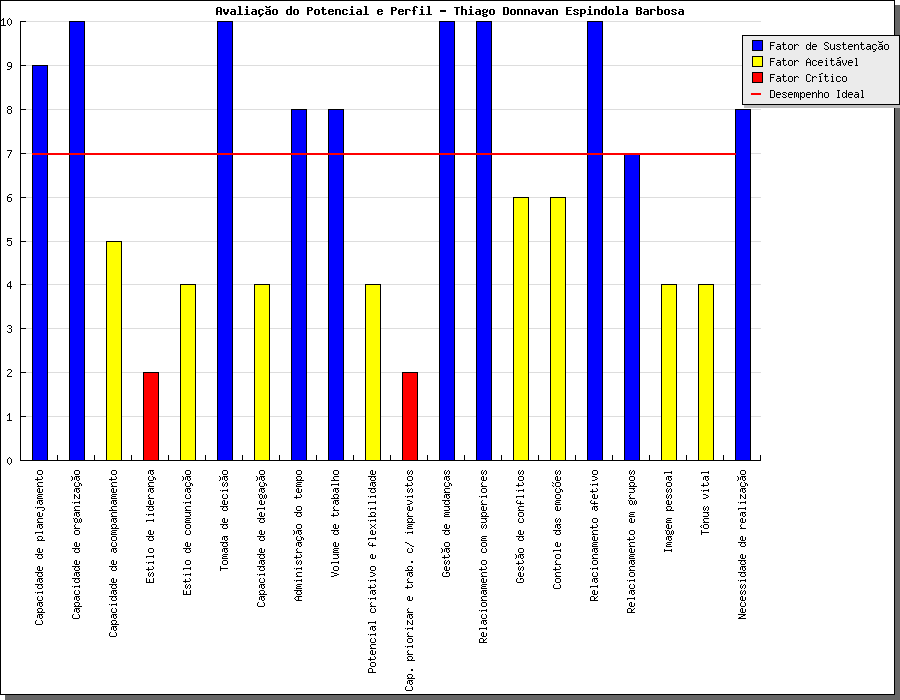 Avaliação do Potencial e Perfil - Thiago Donnavan Espindola Barbosa
Fator de Sustentação
Fator Aceitável
Fator Crítico
Desempenho Ideal
10
9
8
7
6
5
4
3
2
1
0
Capacidade de planejamento
Capacidade de organização
Capacidade de acompanhamento
Estilo de liderança
Estilo de comunicação
Tomada de decisão
Capacidade de delegação
Administração do tempo
Volume de trabalho
Potencial criativo e flexibilidade
Cap. priorizar e trab. c/ imprevistos
Gestão de mudanças
Relacionamento com superiores
Gestão de conflitos
Controle das emoções
Relacionamento afetivo
Relacionamento em grupos
Imagem pessoal
Tônus vital
Necessidade de realização